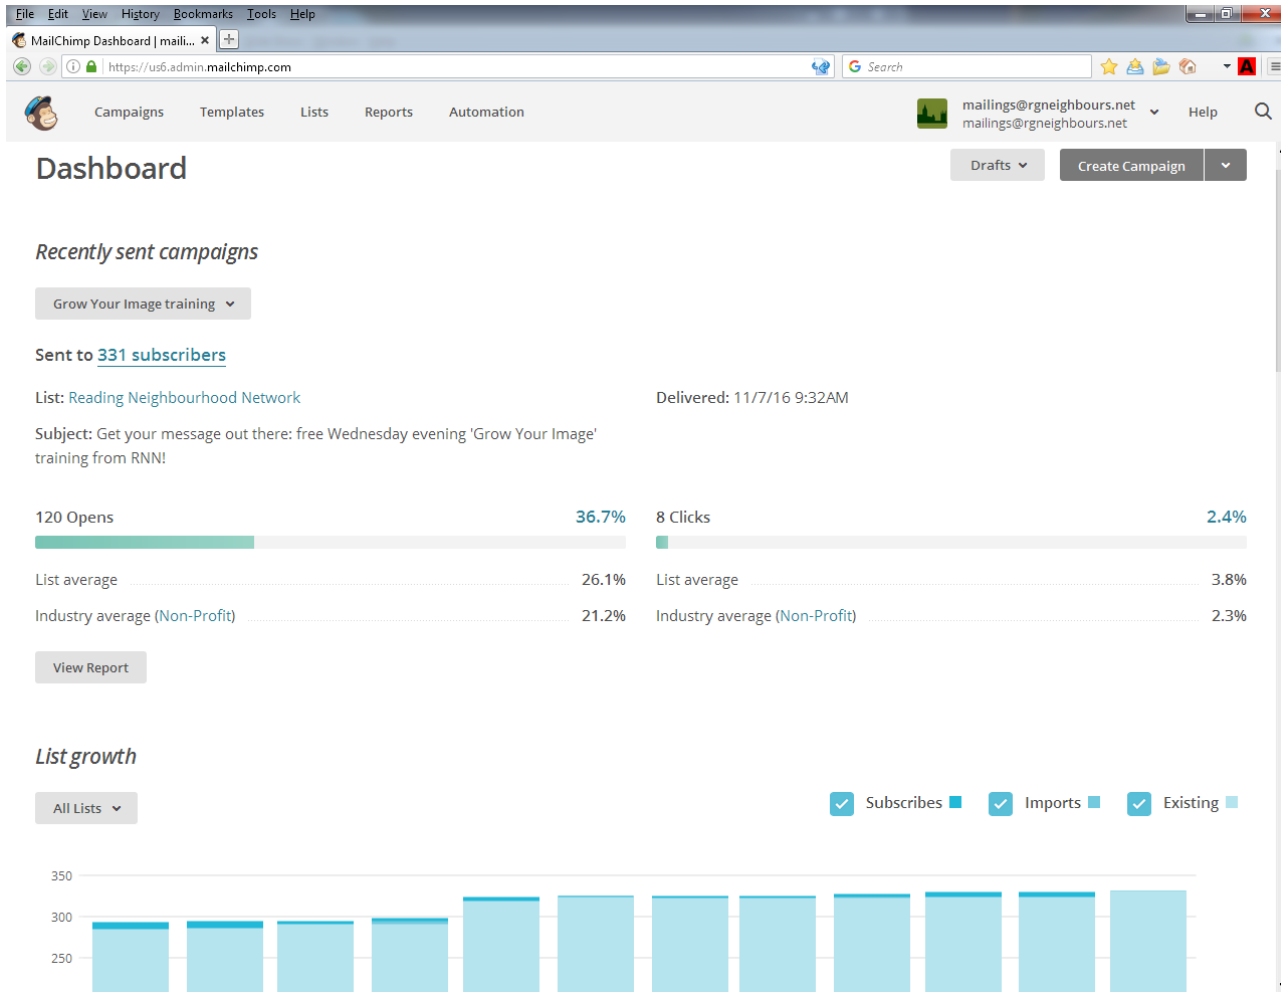 File Edit View History Bookmarks Tools Help
MailChimp Dashboard | maili...
https://us6.admin.mailchimp.com
Search
Campaigns Templates Lists Reports Automation
mailings@rgneighbours.net
mailings@rgneighbours.net
Help
Dashboard
Drafts
Create Campaign
Recently sent campaigns
Grow Your Image training
Sent to 331 subscribers
List: Reading Neighbourhood Network
Delivered: 11/7/16 9:32AM
Subject: Get your message out there: free Wednesday evening 'Grow Your Image'
training from RNN!
120 Opens 36.7%
8 Clicks 2.4%
List average 26.1%
List average 3.8%
Industry average (Non-Profit) 21.2%
Industry average (Non-Profit) 2.3%
View Report
List growth
All Lists
Subscribes Imports Existing
350
300
250